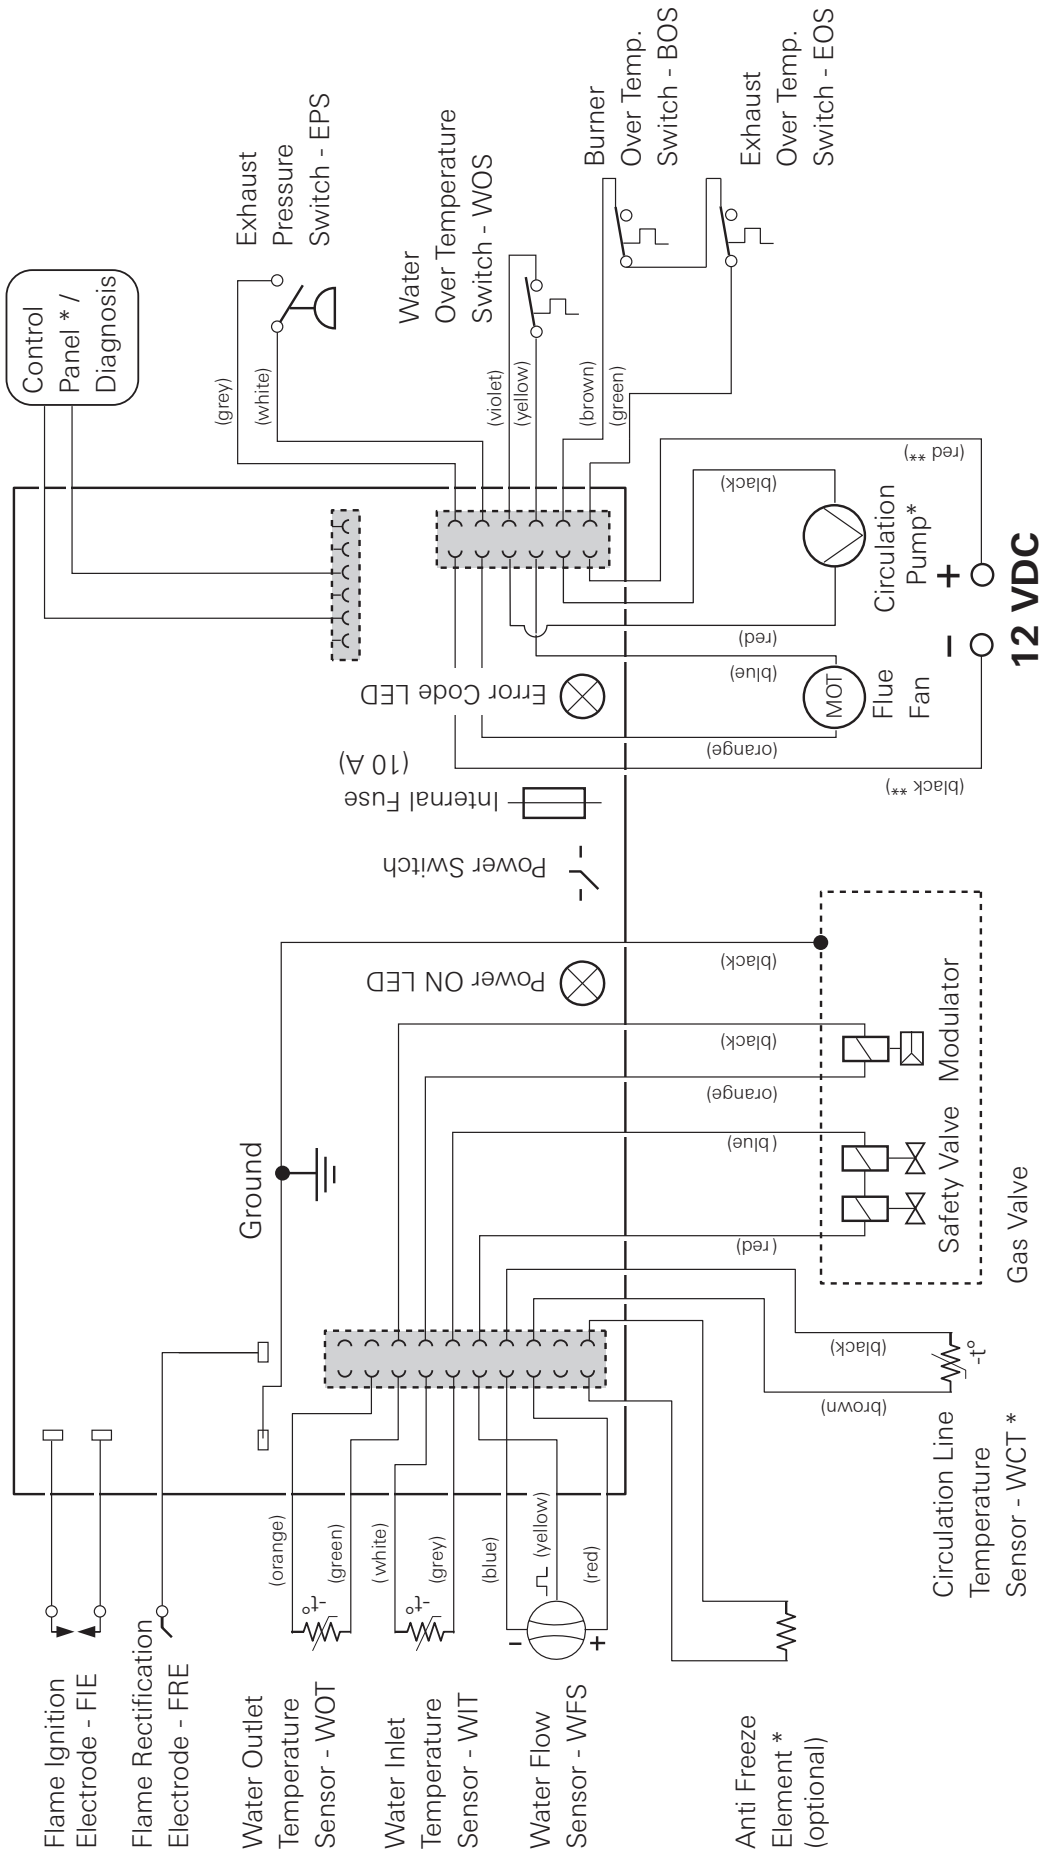 Control
Panel * /
Diagnosis
Exhaust
Pressure
Switch - EPS
Water
Over Temperature
Switch - WOS
Burner
Over Temp.
Switch - BOS
Exhaust
Over Temp.
Switch - EOS
(grey)
(white)
(violet)
(yellow)
(brown)
(green)
(red **)
(black)
(red)
(blue)
(orange)
(black **)
Circulation
Pump*
MOT
Flue
Fan
+
–
12 VDC
Error Code LED
Internal Fuse
(10 A)
Power Switch
Power ON LED
Ground
(black)
(black)
(orange)
(blue)
(red)
Modulator
Safety Valve
Gas Valve
(black)
(brown)
-t°
Circulation Line
Temperature
Sensor - WCT *
Flame Ignition
Electrode - FIE
Flame Rectification
Electrode - FRE
Water Outlet
Temperature
Sensor - WOT
(orange)
(green)
-t°
Water Inlet
Temperature
Sensor - WIT
(white)
(grey)
-t°
Water Flow
Sensor - WFS
(blue)
(yellow)
(red)
–
+
Anti Freeze
Element *
(optional)